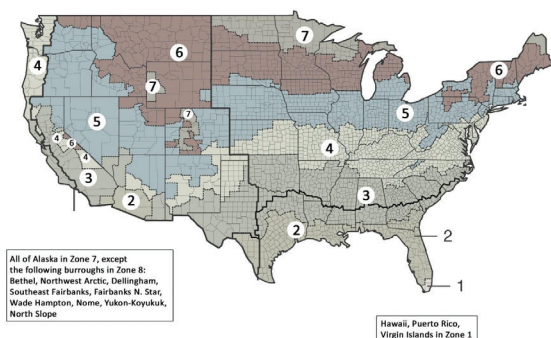 7
6
4
6
7
7
5
5
4
6
4
4
3
3
2
2
2
1
All of Alaska in Zone 7, except
the following burroughs in Zone 8:
Bethel, Northwest Arctic, Dellingham,
Southeast Fairbanks, Fairbanks N. Star,
Wade Hampton, Nome, Yukon-Koyukuk,
North Slope
Hawaii, Puerto Rico,
Virgin Islands in Zone 1